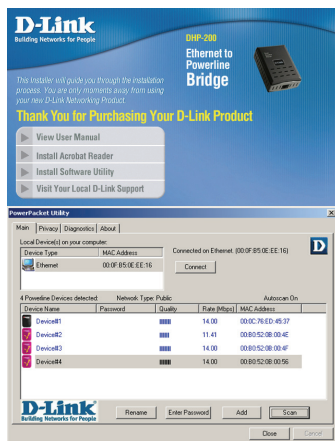 D-Link
Building Networks for People
DHP-200
Ethernet to
Powerline
Bridge
This Installer will guide you through the installation
process. You are only moments away from using
your new D-Link Networking Product.
Thank You for Purchasing Your D-Link Product
View User Manual
Install Acrobat Reader
Install Software Utility
Visit Your Local D-Link Support
PowerPacket Utility
Main Privacy Diagnostics About
Local Device(s) on your computer:
Device Type MAC Address Connected on Ethernet (00:0F:B5:0E:EE:16) D
Ethernet 00:0F:B5:0E:EE:16 Connect
4 Powerline Devices detected. Network Type: Public Autoscan On
Device Name Password Quality Rate (Mbps) MAC Address
Device#1 14.00 00:0C:76:ED:45:37
Device#2 11.41 00:B0:52:0B:00:4E
Device#3 14.00 00:B0:52:0B:00:4F
Device#4 14.00 00:B0:52:0B:00:56
D-Link
Building Networks for People
Rename Enter Password Add Scan
Close Cancel